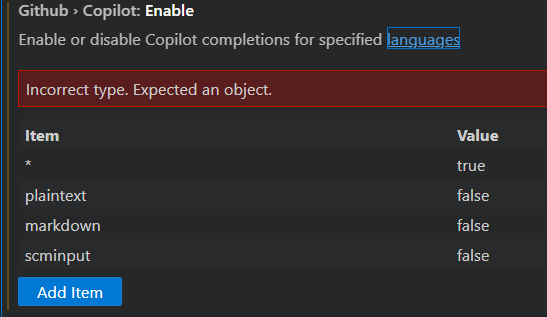 Github › Copilot: Enable
Enable or disable Copilot completions for specified languages
Incorrect type. Expected an object.
Item Value
* true
plaintext false
markdown false
scminput false
Add Item